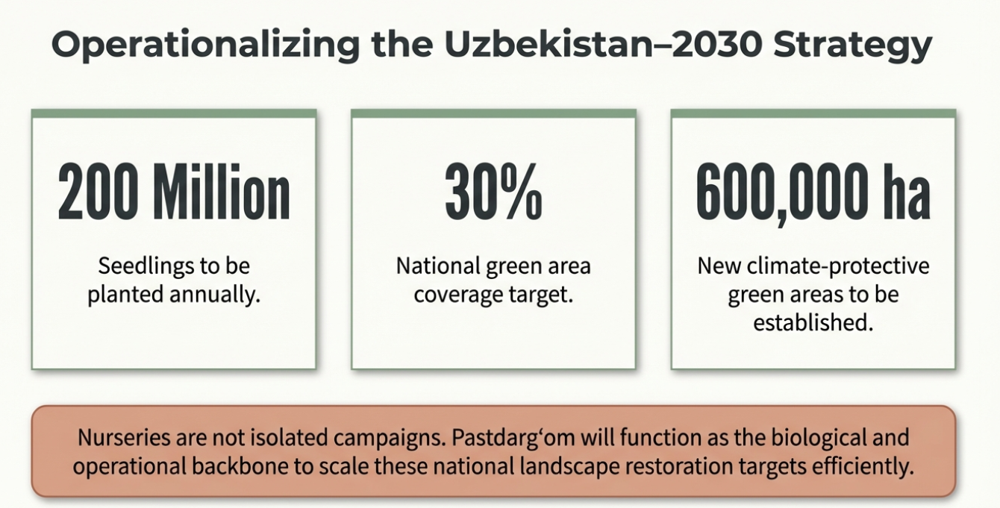 Operationalizing the Uzbekistan–2030 Strategy
200 Million
Seedlings to be
planted annually.
30%
National green area
coverage target.
600,000 ha
New climate-protective
green areas to be
established.
Nurseries are not isolated campaigns. Pastdarg‘om will function as the biological and
operational backbone to scale these national landscape restoration targets efficiently.